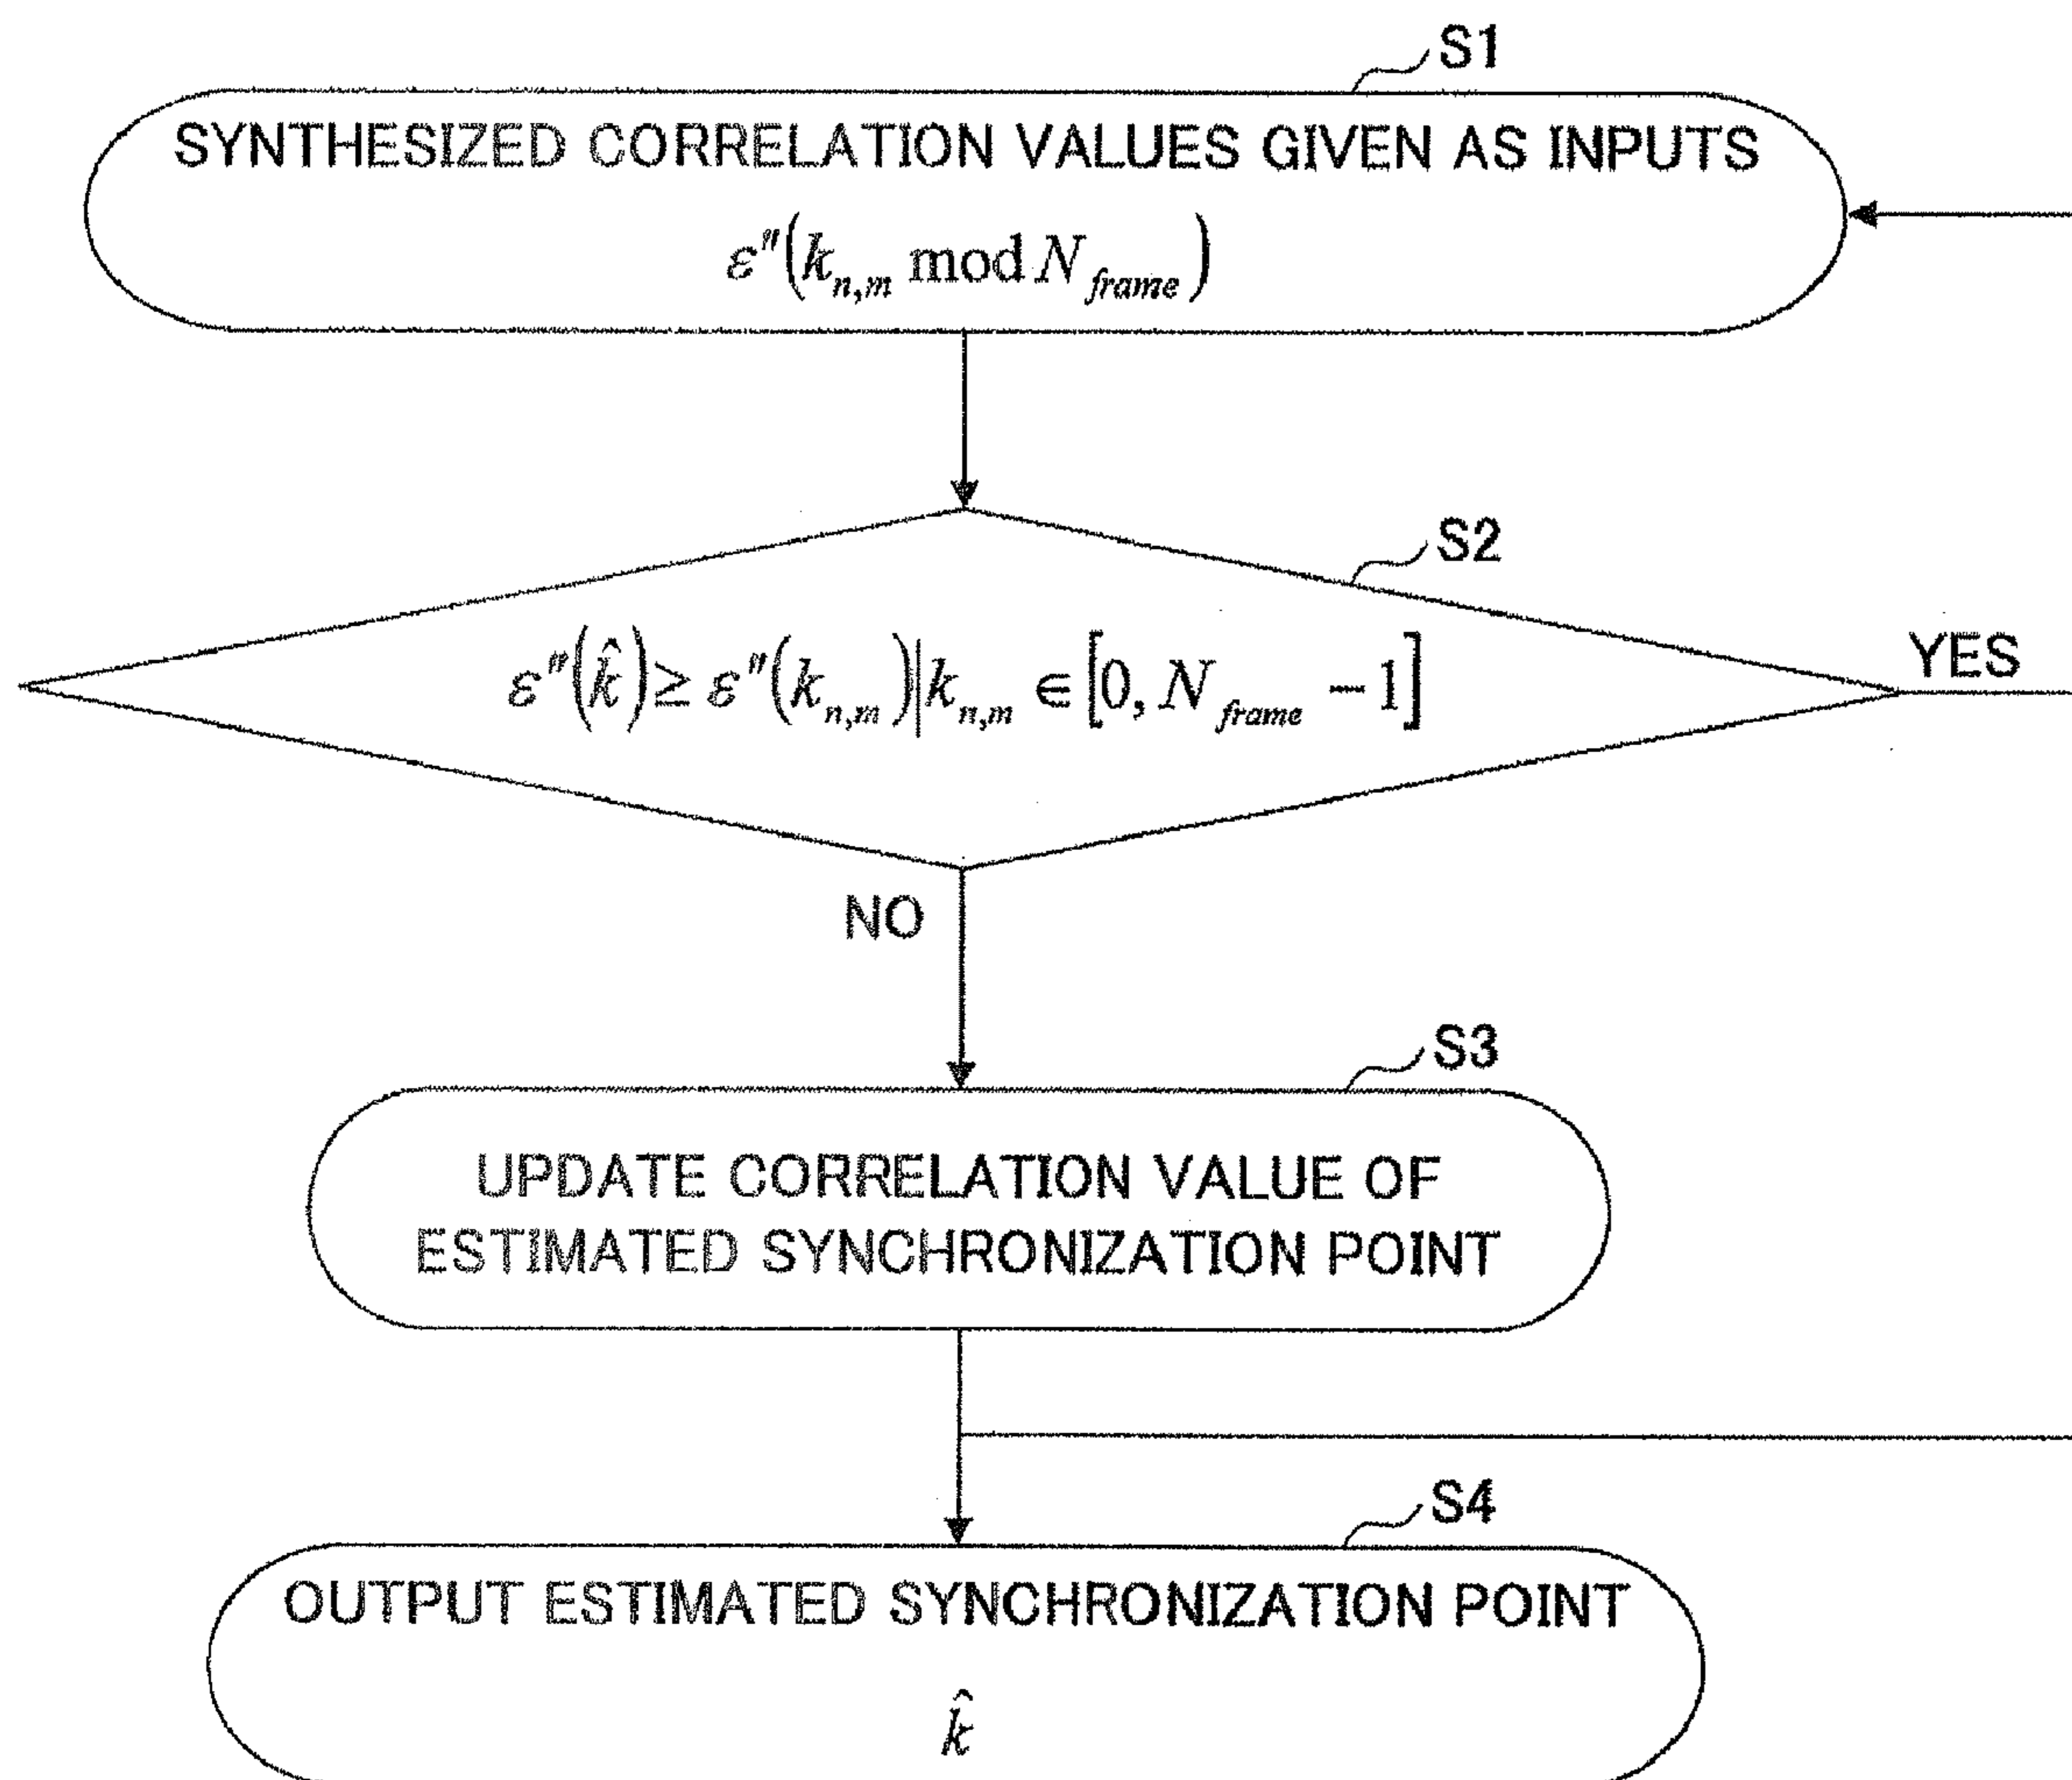 S1
SYNTHESIZED CORRELATION VALUES GIVEN AS INPUTS
ε″(k_{n,m} mod N_{frame})
S2
ε″(k̂) ≥ ε″(k_{n,m})|k_{n,m} ∈ [0, N_{frame} − 1]
YES
NO
S3
UPDATE CORRELATION VALUE OF
ESTIMATED SYNCHRONIZATION POINT
S4
OUTPUT ESTIMATED SYNCHRONIZATION POINT
k̂